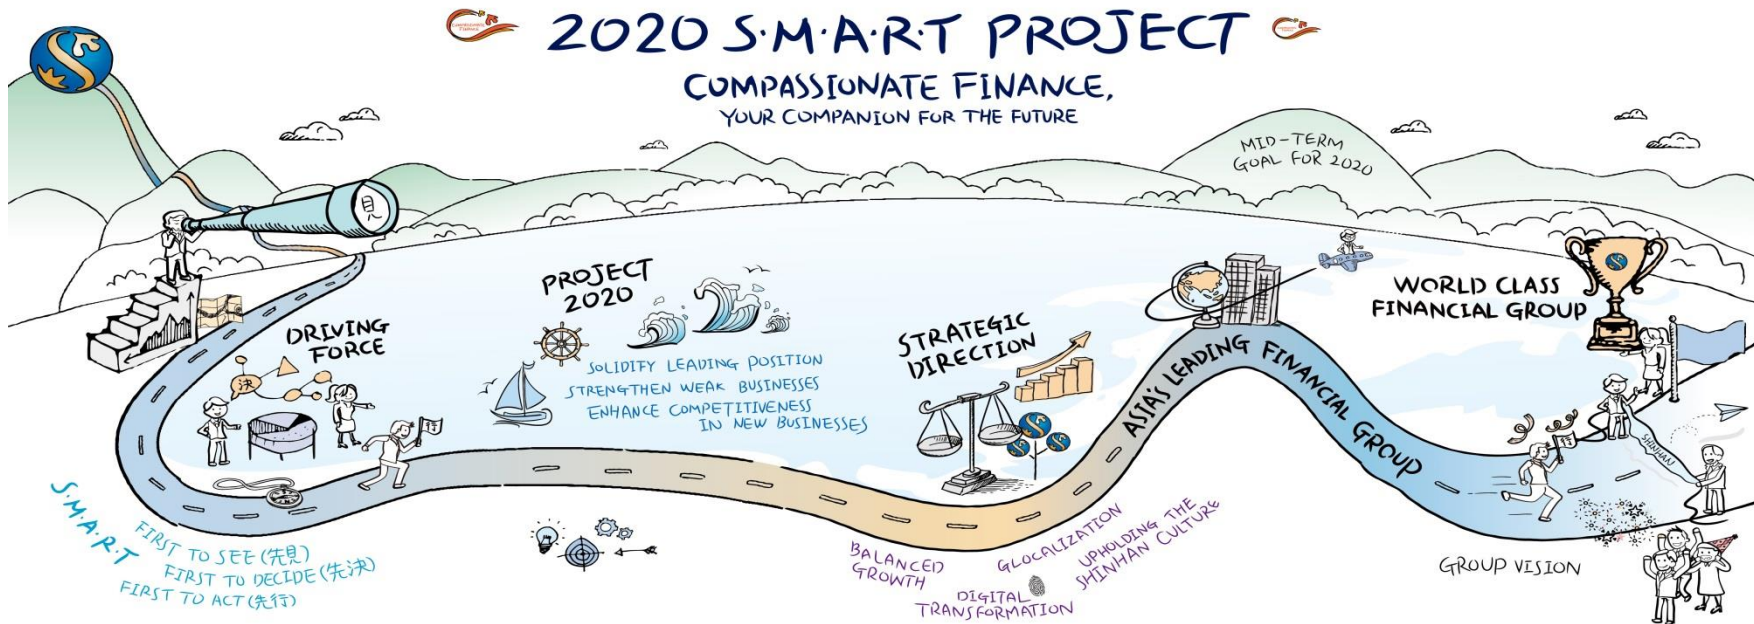 2020 S·M·A·R·T PROJECT
COMPASSIONATE FINANCE,
YOUR COMPANION FOR THE FUTURE
MID-TERM
GOAL FOR 2020
見
DRIVING
FORCE
決
PROJECT
2020
SOLIDIFY LEADING POSITION
STRENGTHEN WEAK BUSINESSES
ENHANCE COMPETITIVENESS
IN NEW BUSINESSES
STRATEGIC
DIRECTION
ASIA'S LEADING FINANCIAL GROUP
WORLD CLASS
FINANCIAL GROUP
SHINHAN
S·M·A·R·T
FIRST TO SEE (先見)
FIRST TO DECIDE (先決)
FIRST TO ACT (先行)
BALANCED
GROWTH
GLOCALIZATION
DIGITAL
TRANSFORMATION
UPHOLDING THE
SHINHAN CULTURE
GROUP VISION